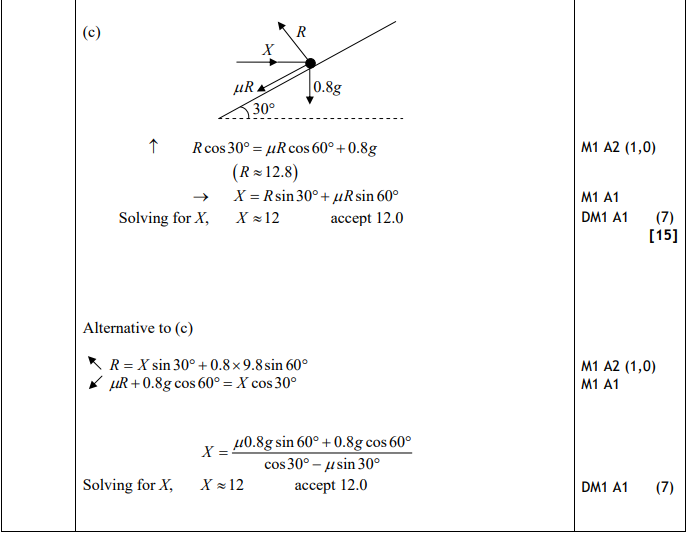 (c)
R
X
μR
0.8g
30°
↑ R cos 30° = μR cos 60° + 0.8g M1 A2 (1,0)
(R ≈ 12.8)
→ X = R sin 30° + μR sin 60° M1 A1
Solving for X, X ≈ 12 accept 12.0 DM1 A1 (7)
[15]
Alternative to (c)
↖ R = X sin 30° + 0.8 × 9.8 sin 60° M1 A2 (1,0)
↙ μR + 0.8g cos 60° = X cos 30° M1 A1
X = (μ0.8g sin 60° + 0.8g cos 60°) / (cos 30° − μ sin 30°)
Solving for X, X ≈ 12 accept 12.0 DM1 A1 (7)